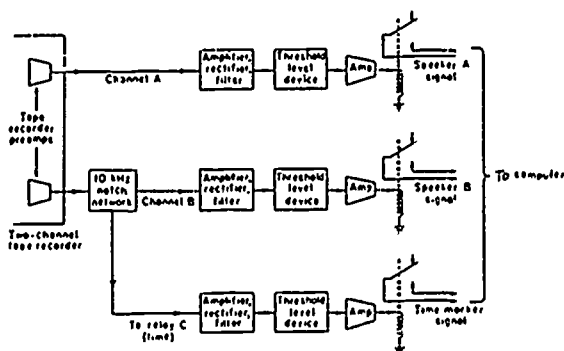 Tape
recorder
preamps
Two-channel
tape recorder
Channel A
Amplifier,
rectifier
filter
Threshold
level
device
Amp
Speaker A
signal
10 kHz
notch
network
Channel B
Amplifier,
rectifier,
filter
Threshold
level
device
Amp
Speaker B
signal
To computer
To relay C
(time)
Amplifier,
rectifier,
filter
Threshold
level
device
Amp
Time marker
signal